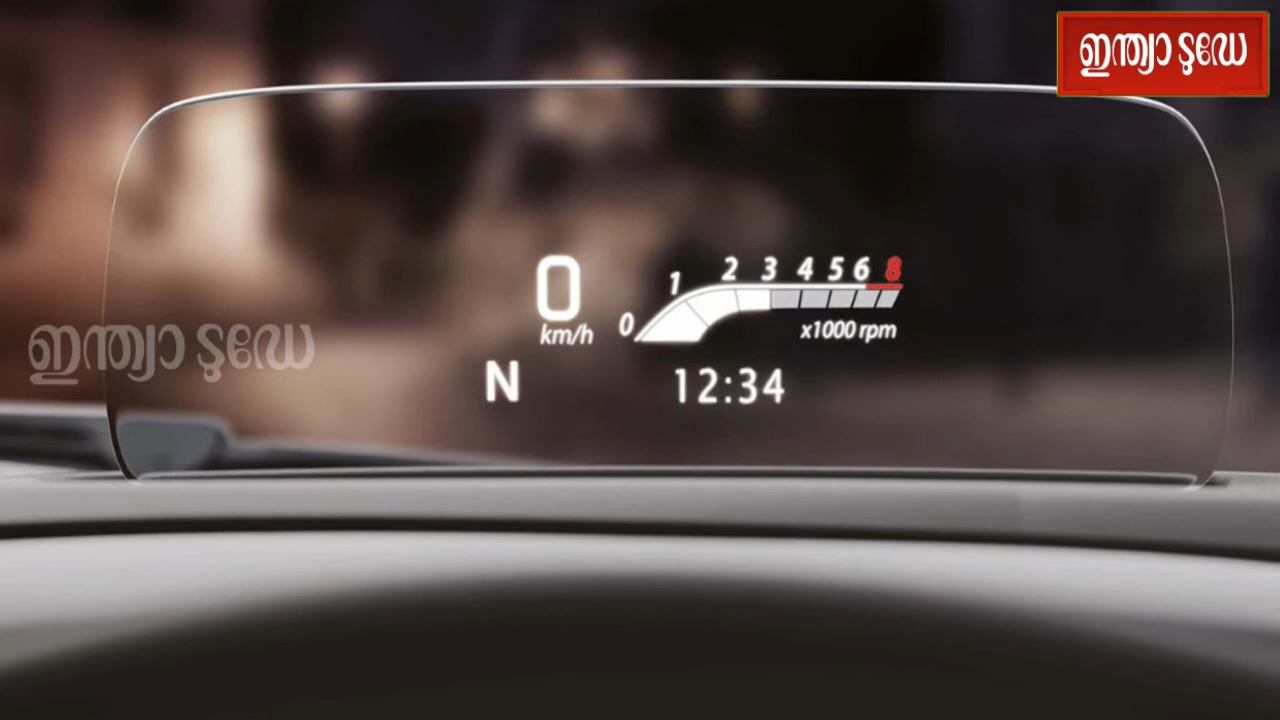 ഇന്ത്യാ ടുഡേ
1 2 3 4 5 6 8
0
km/h
0
x1000 rpm
ഇന്ത്യാ ടുഡേ
N
12:34